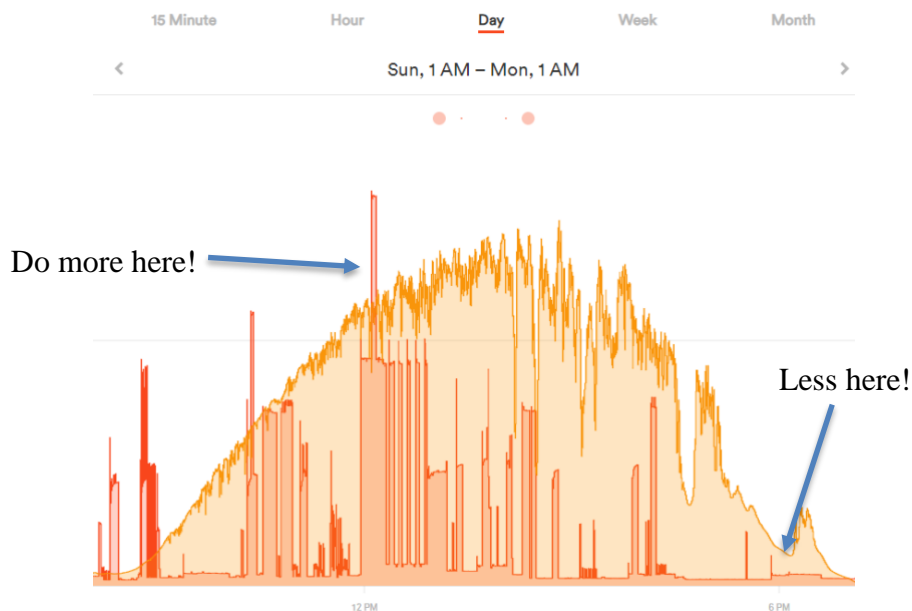 15 Minute Hour Day Week Month
< Sun, 1 AM – Mon, 1 AM >
Do more here!
Less here!
12 PM 6 PM